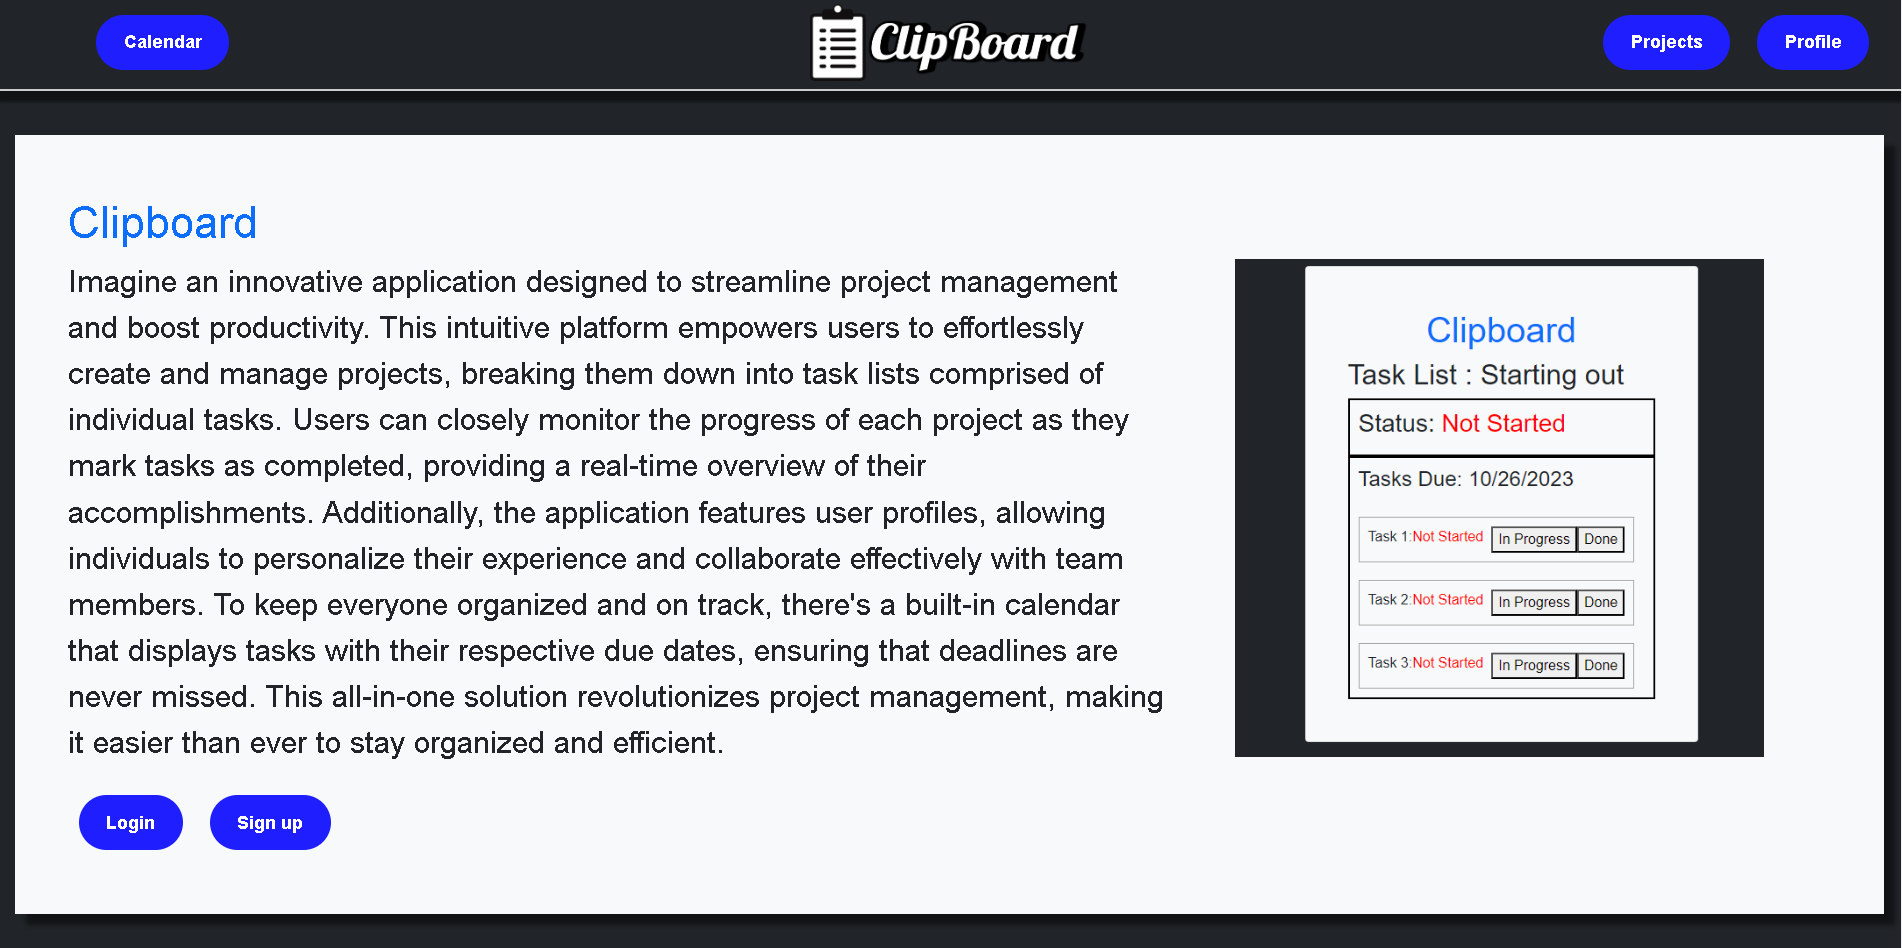 Calendar
ClipBoard
Projects
Profile
Clipboard
Imagine an innovative application designed to streamline project management
and boost productivity. This intuitive platform empowers users to effortlessly
create and manage projects, breaking them down into task lists comprised of
individual tasks. Users can closely monitor the progress of each project as they
mark tasks as completed, providing a real-time overview of their
accomplishments. Additionally, the application features user profiles, allowing
individuals to personalize their experience and collaborate effectively with team
members. To keep everyone organized and on track, there's a built-in calendar
that displays tasks with their respective due dates, ensuring that deadlines are
never missed. This all-in-one solution revolutionizes project management, making
it easier than ever to stay organized and efficient.
Login
Sign up
Clipboard
Task List : Starting out
Status: Not Started
Tasks Due: 10/26/2023
Task 1:Not Started In Progress Done
Task 2:Not Started In Progress Done
Task 3:Not Started In Progress Done